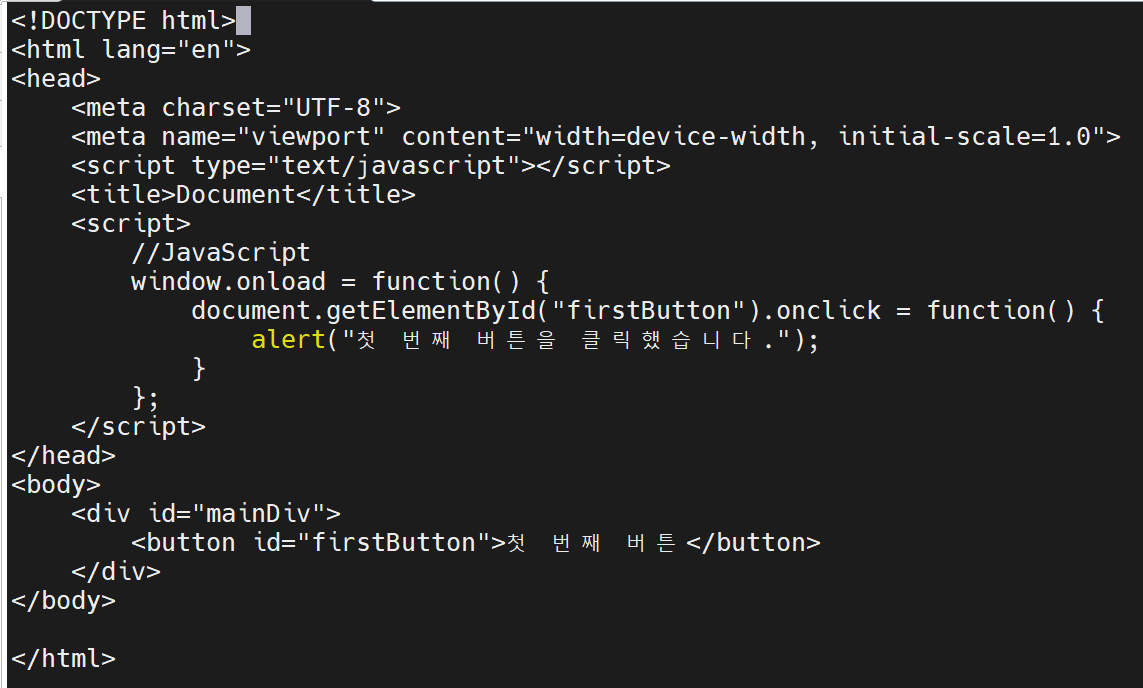 <!DOCTYPE html>
<html lang="en">
<head>
    <meta charset="UTF-8">
    <meta name="viewport" content="width=device-width, initial-scale=1.0">
    <script type="text/javascript"></script>
    <title>Document</title>
    <script>
        //JavaScript
        window.onload = function() {
            document.getElementById("firstButton").onclick = function() {
                alert("첫 번째 버튼을 클릭했습니다.");
            }
        };
    </script>
</head>
<body>
    <div id="mainDiv">
        <button id="firstButton">첫 번째 버튼</button>
    </div>
</body>

</html>